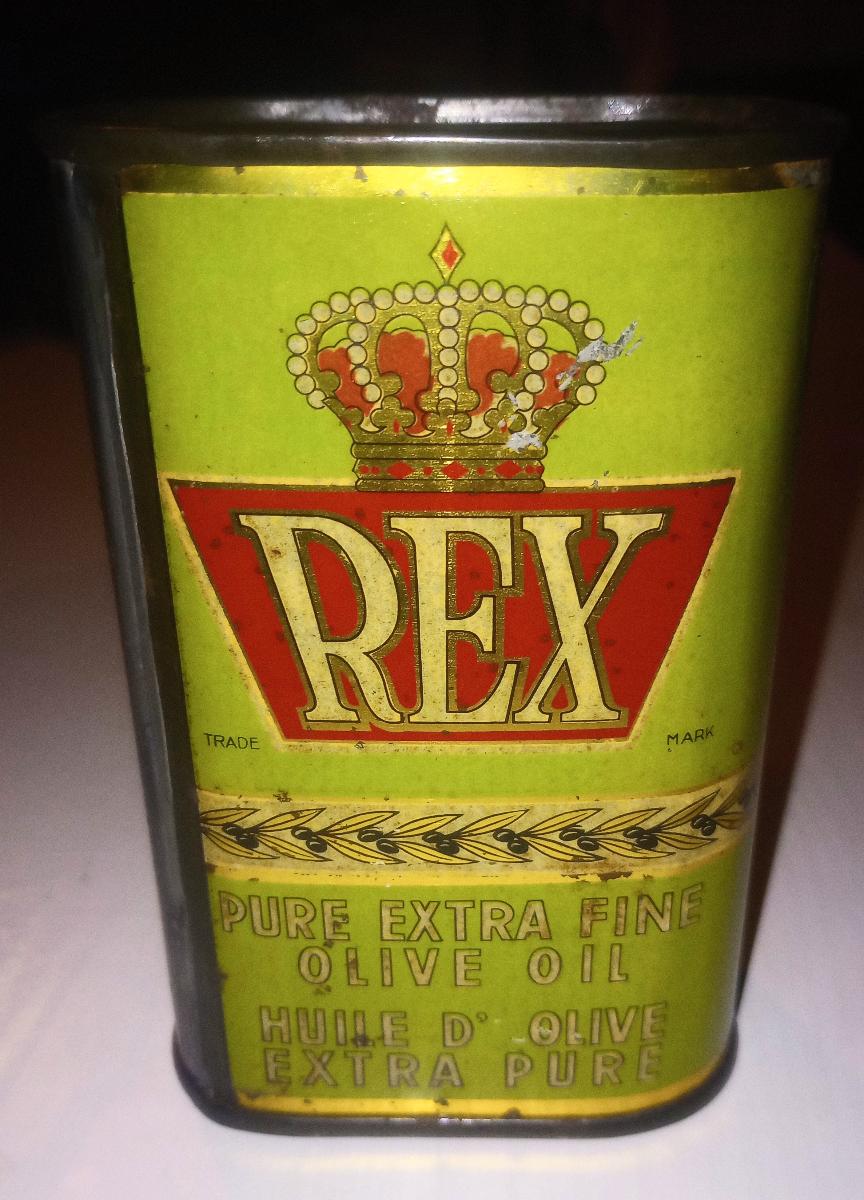 REX
TRADE MARK
PURE EXTRA FINE
OLIVE OIL
HUILE D' OLIVE
EXTRA PURE